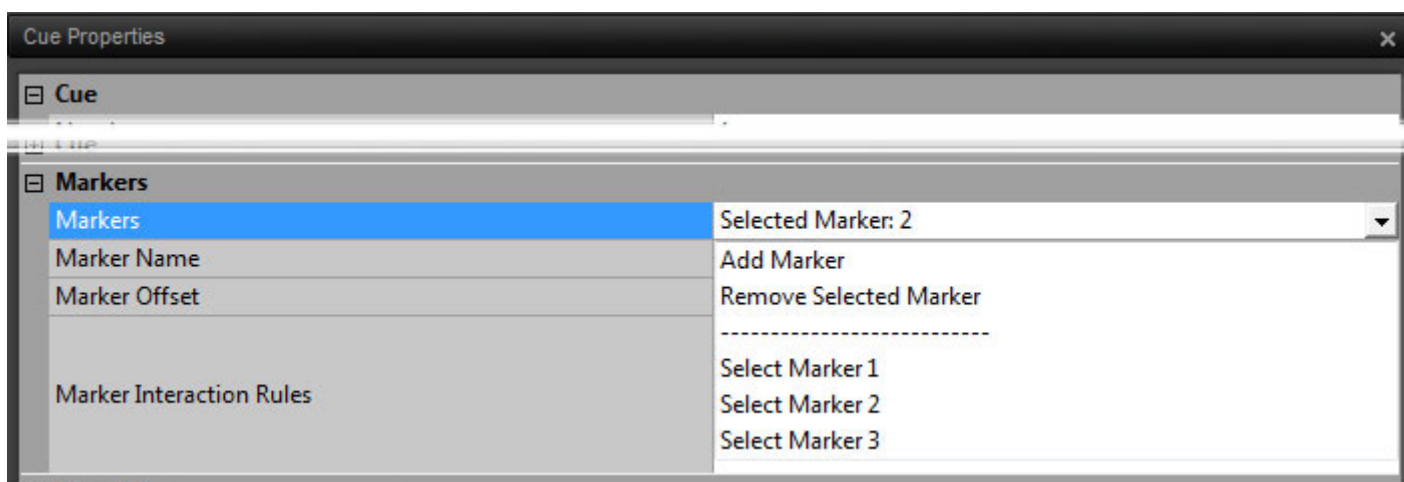 Cue Properties
Cue
Cue
Markers
Markers Selected Marker: 2
Marker Name Add Marker
Marker Offset Remove Selected Marker
---------------------------
Select Marker 1
Marker Interaction Rules Select Marker 2
Select Marker 3